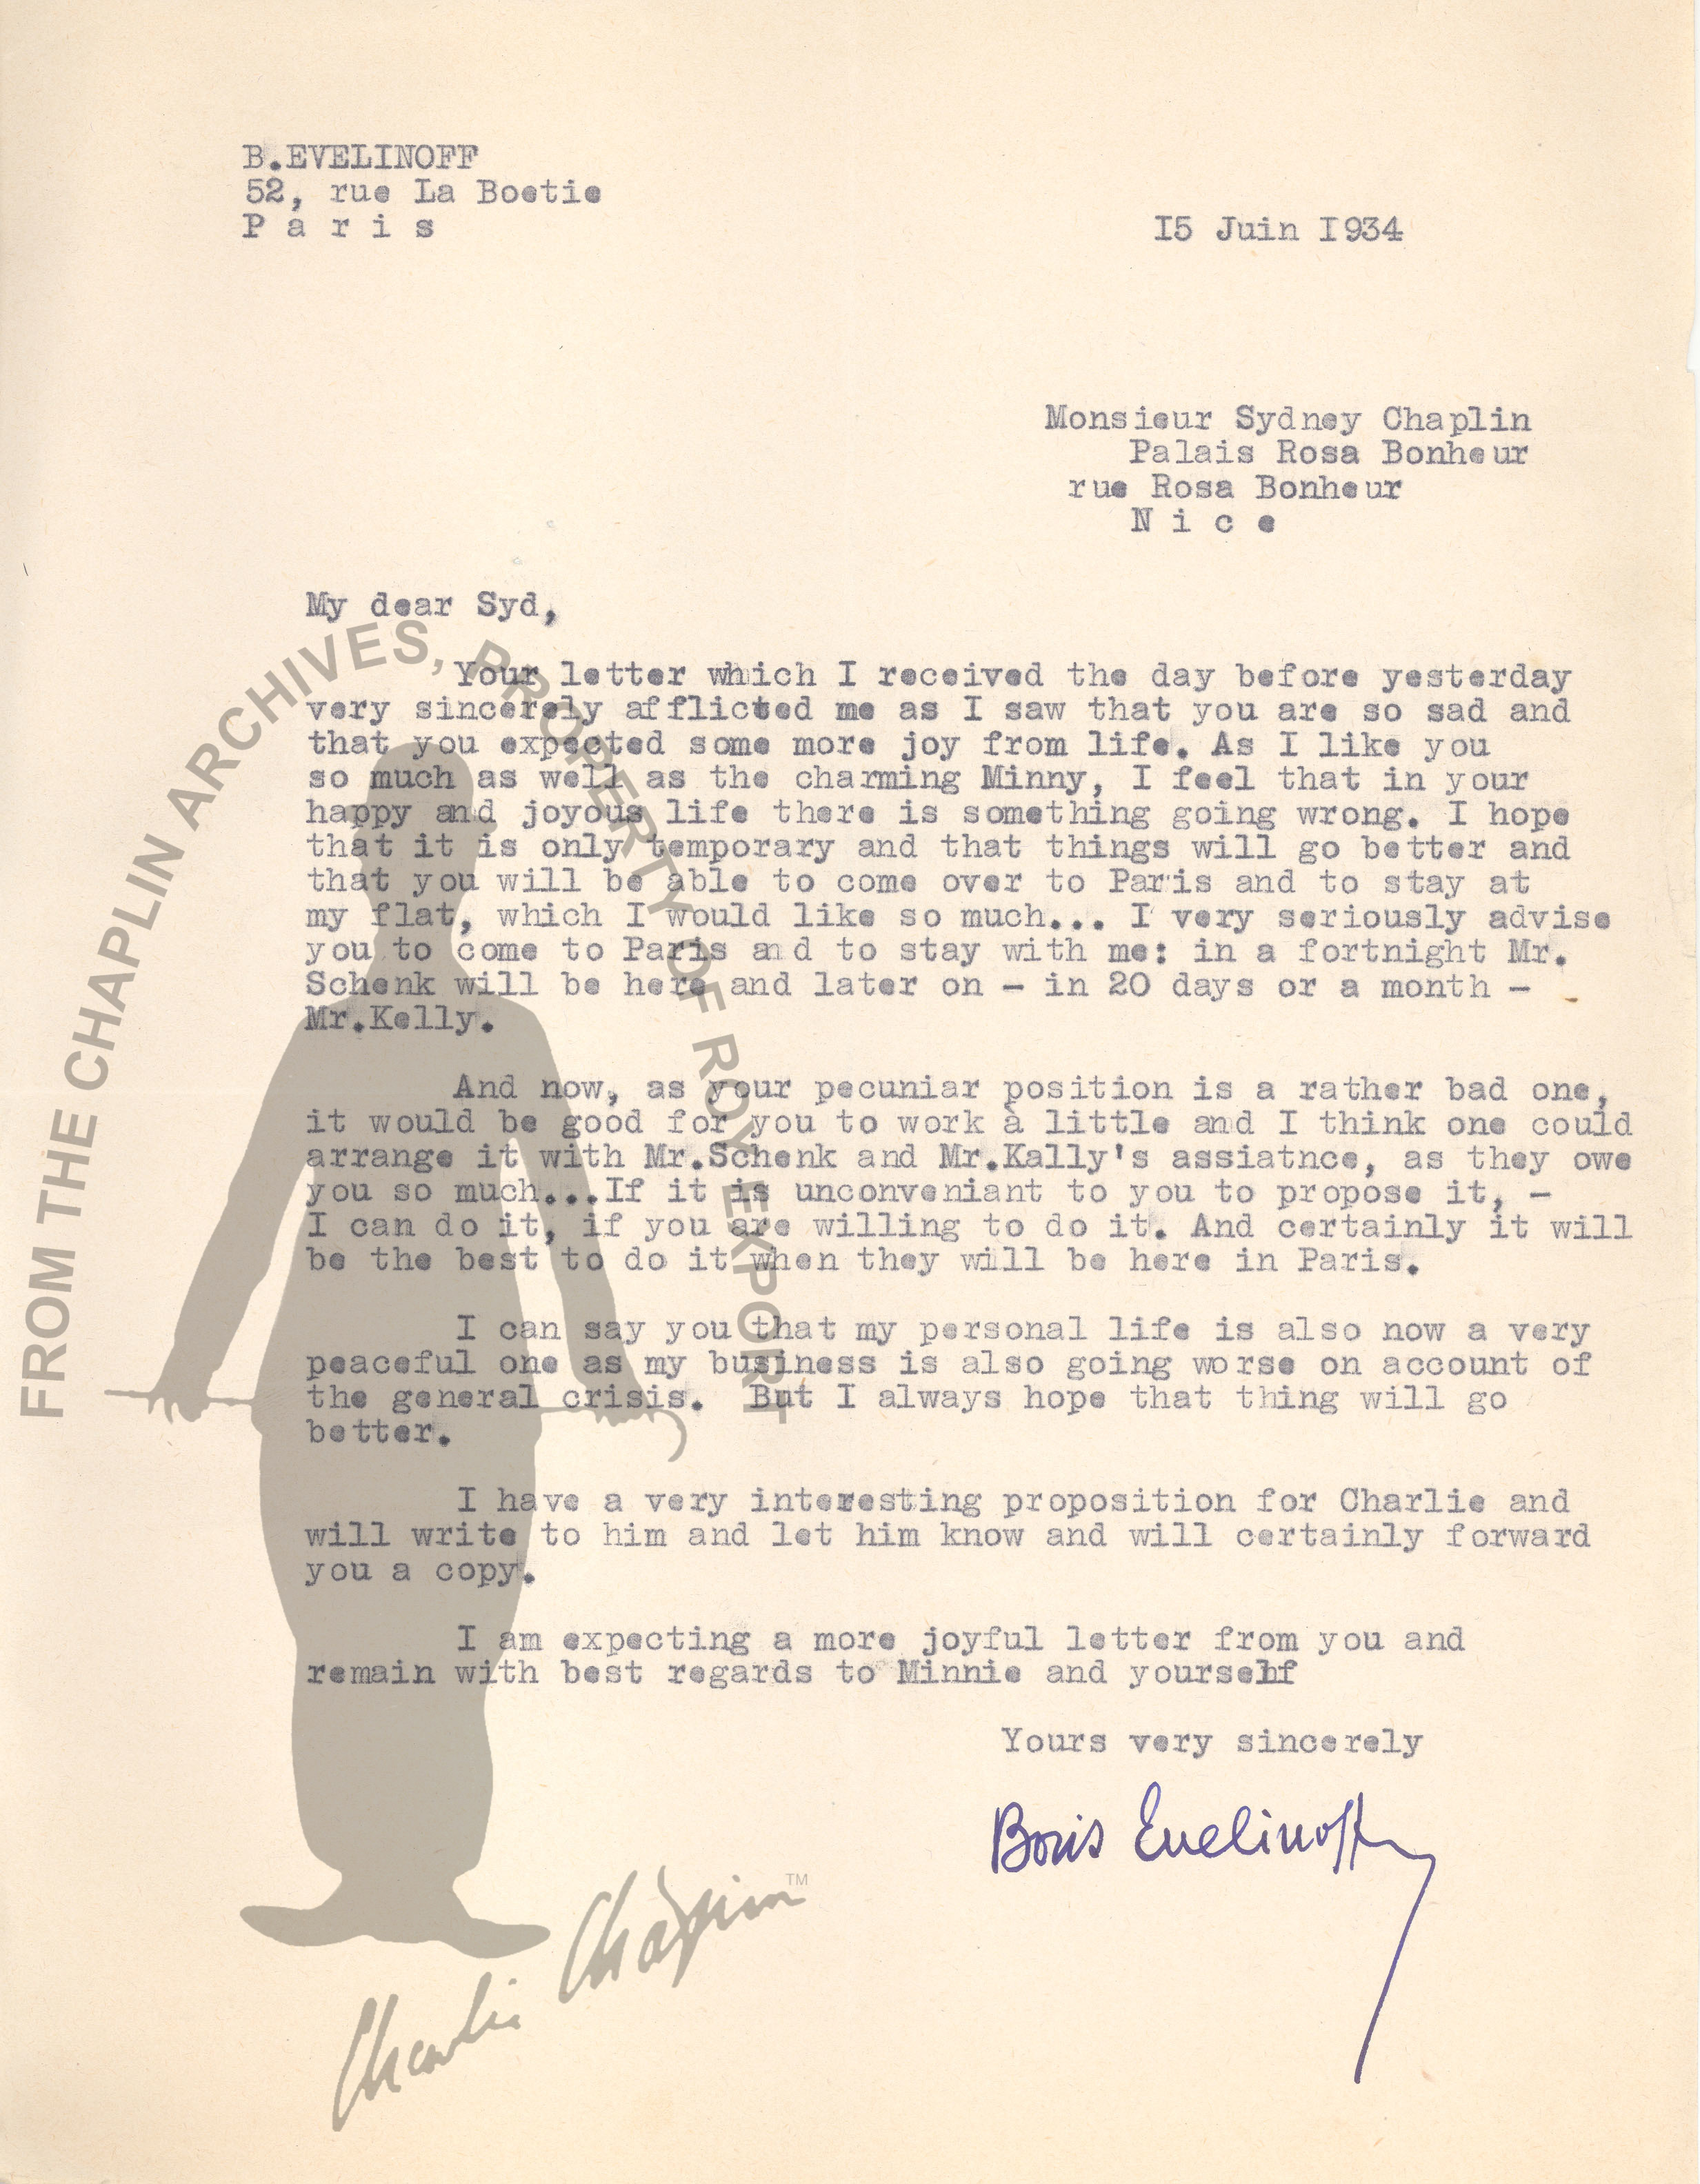 B.EVELINOFF
52, rue La Boetie
P a r i s
I5 Juin I934
Monsieur Sydney Chaplin
Palais Rosa Bonheur
rue Rosa Bonheur
N i c e
My dear Syd,
Your letter which I received the day before yesterday
very sincerely afflicted me as I saw that you are so sad and
that you expected some more joy from life. As I like you
so much as well as the charming Minny, I feel that in your
happy and joyous life there is something going wrong. I hope
that it is only temporary and that things will go better and
that you will be able to come over to Paris and to stay at
my flat, which I would like so much... I very seriously advise
you to come to Paris and to stay with me: in a fortnight Mr.
Schenk will be here and later on - in 20 days or a month -
Mr.Kelly.
And now, as your pecuniar position is a rather bad one,
it would be good for you to work à little and I think one could
arrange it with Mr.Schenk and Mr.Kally's assiatnce, as they owe
you so much...If it is unconveniant to you to propose it, -
I can do it, if you are willing to do it. And certainly it will
be the best to do it when they will be here in Paris.
I can say you that my personal life is also now a very
peaceful one as my business is also going worse on account of
the general crisis. But I always hope that thing will go
better.
I have a very interesting proposition for Charlie and
will write to him and let him know and will certainly forward
you a copy.
I am expecting a more joyful letter from you and
remain with best regards to Minnie and yourself
Yours very sincerely
Boris Evelinoff
FROM THE CHAPLIN ARCHIVES, PROPERTY OF ROY EXPORT
Charlie Chaplin™